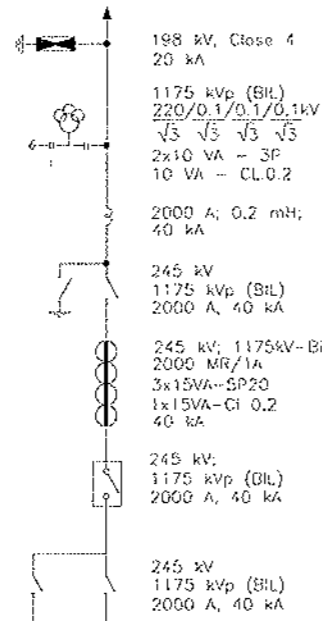 198 kV, Close 4
20 kA
1175 kVp (BIL)
220/0.1/0.1/0.1kV
√3 √3 √3 √3
2x10 VA - 3P
10 VA - CL.0.2
2000 A; 0.2 mH;
40 kA
245 kV
1175 kVp (BIL)
2000 A, 40 kA
245 kV; 1175kV-Bi
2000 MR/1A
3x15VA-5P20
1x15VA-Cl 0.2
40 kA
245 kV;
1175 kVp (BIL)
2000 A, 40 kA
245 kV
1175 kVp (BIL)
2000 A, 40 kA